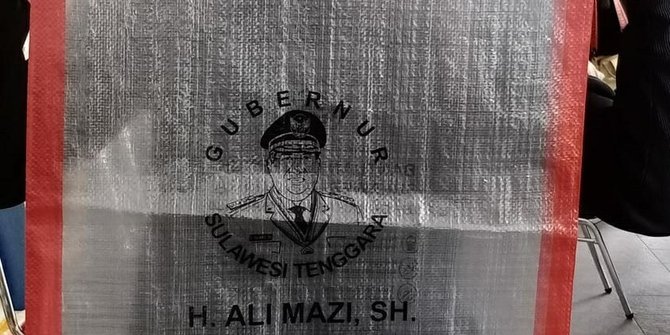 GUBERNUR
SULAWESI TENGGARA
H. ALI MAZI, SH.